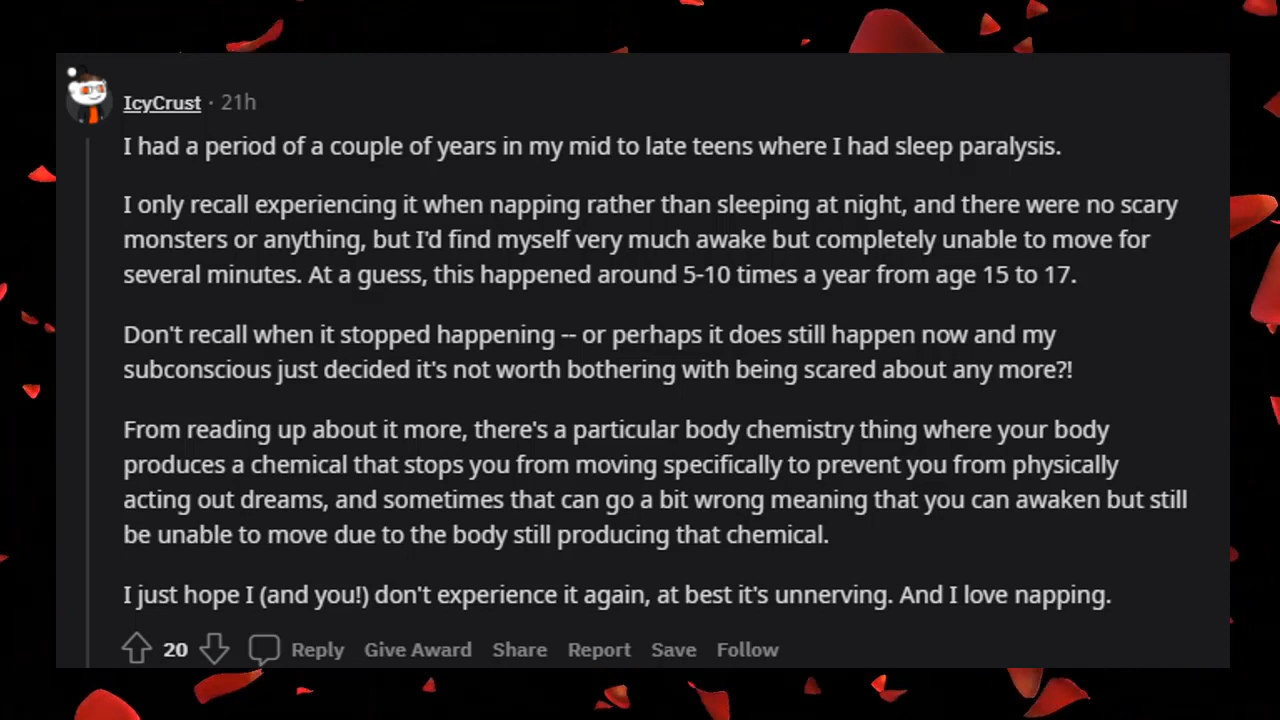 IcyCrust · 21h
I had a period of a couple of years in my mid to late teens where I had sleep paralysis.
I only recall experiencing it when napping rather than sleeping at night, and there were no scary
monsters or anything, but I'd find myself very much awake but completely unable to move for
several minutes. At a guess, this happened around 5-10 times a year from age 15 to 17.
Don't recall when it stopped happening -- or perhaps it does still happen now and my
subconscious just decided it's not worth bothering with being scared about any more?!
From reading up about it more, there's a particular body chemistry thing where your body
produces a chemical that stops you from moving specifically to prevent you from physically
acting out dreams, and sometimes that can go a bit wrong meaning that you can awaken but still
be unable to move due to the body still producing that chemical.
I just hope I (and you!) don't experience it again, at best it's unnerving. And I love napping.
20 Reply Give Award Share Report Save Follow